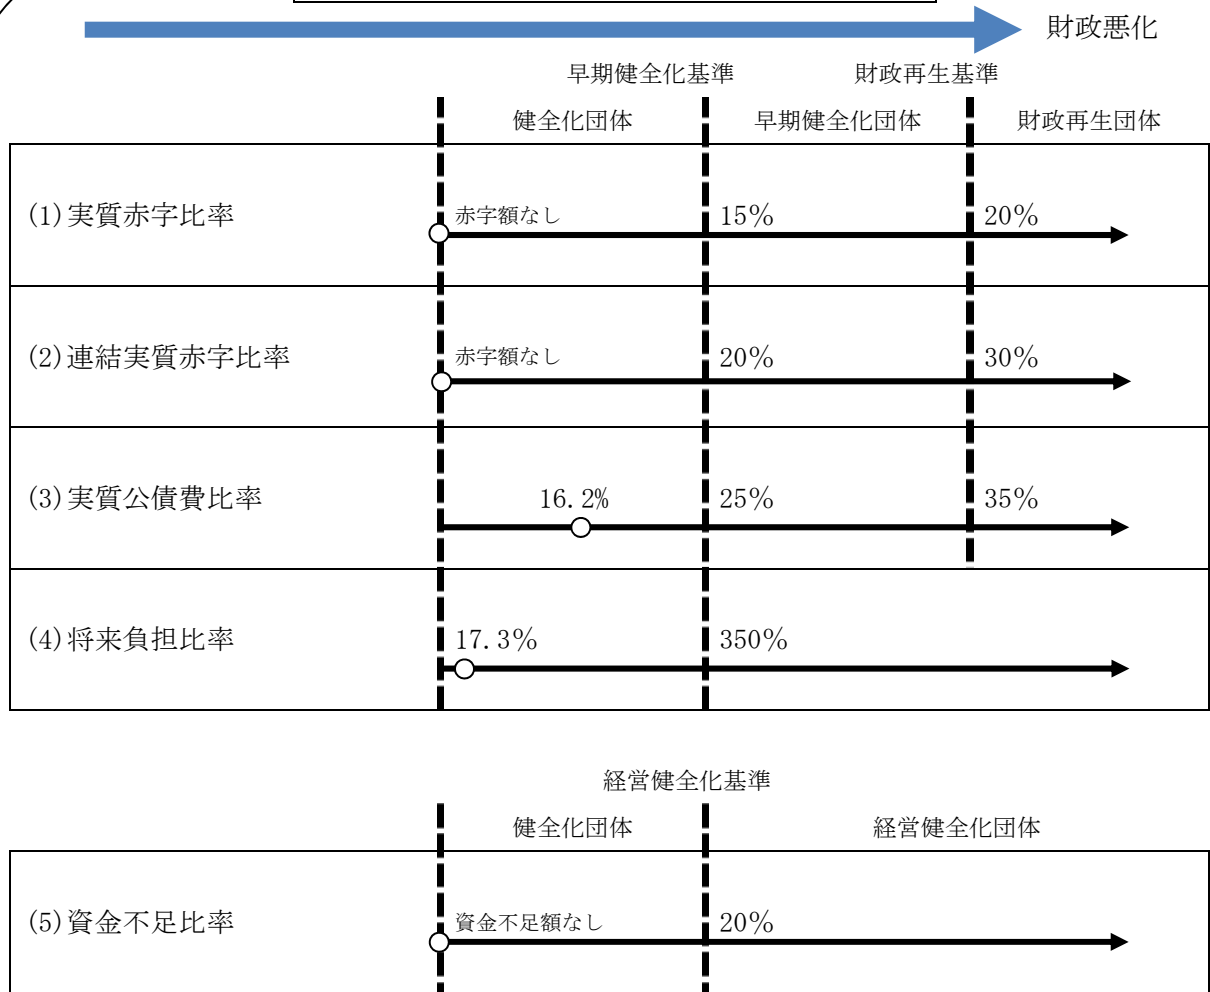 財政悪化
早期健全化基準 財政再生基準
健全化団体 早期健全化団体 財政再生団体
(1)実質赤字比率 赤字額なし 15% 20%
(2)連結実質赤字比率 赤字額なし 20% 30%
(3)実質公債費比率 16.2% 25% 35%
(4)将来負担比率 17.3% 350%
経営健全化基準
健全化団体 経営健全化団体
(5)資金不足比率 資金不足額なし 20%